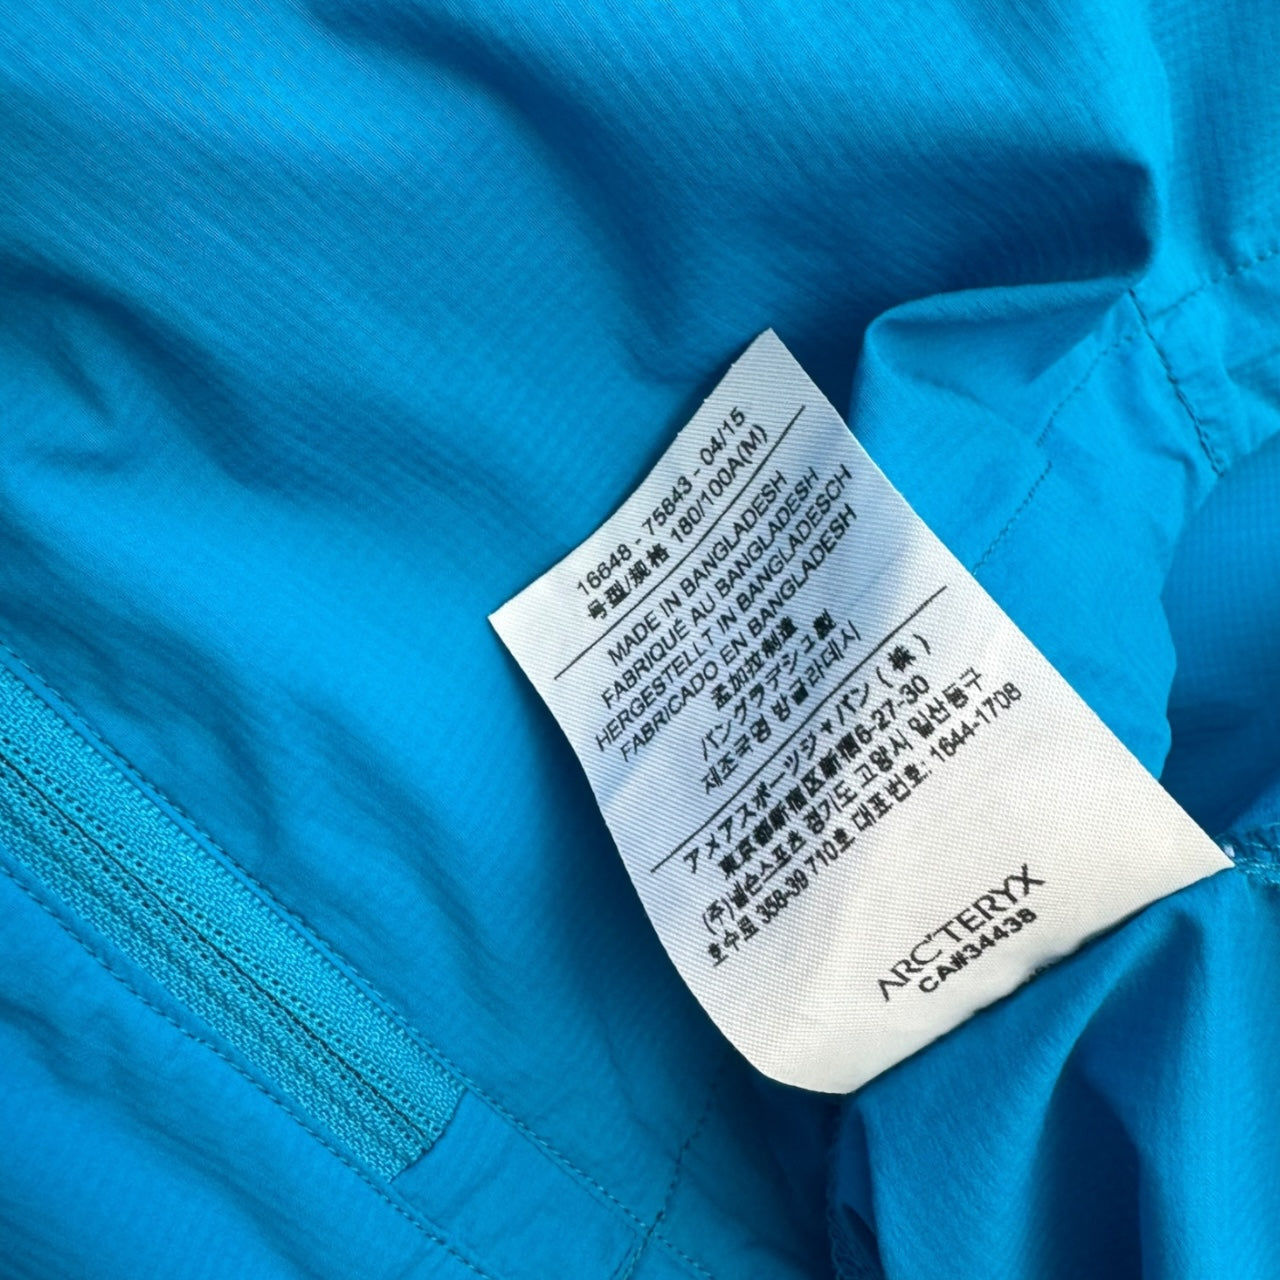 16648 - 75843 - 04/15
号型/规格 180/100A(M)
MADE IN BANGLADESH
FABRIQUÉ AU BANGLADESH
HERGESTELLT IN BANGLADESCH
FABRICADO EN BANGLADESH
孟加拉制造
バングラデシュ製
제조국명 방글라데시
アメアスポーツジャパン(株)
東京都新宿区新宿6-27-30
(주)넬슨스포츠 경기도 고양시 일산동구
호수로 358-39 710호 대표번호. 1644-1708
ARC'TERYX
CA#34438